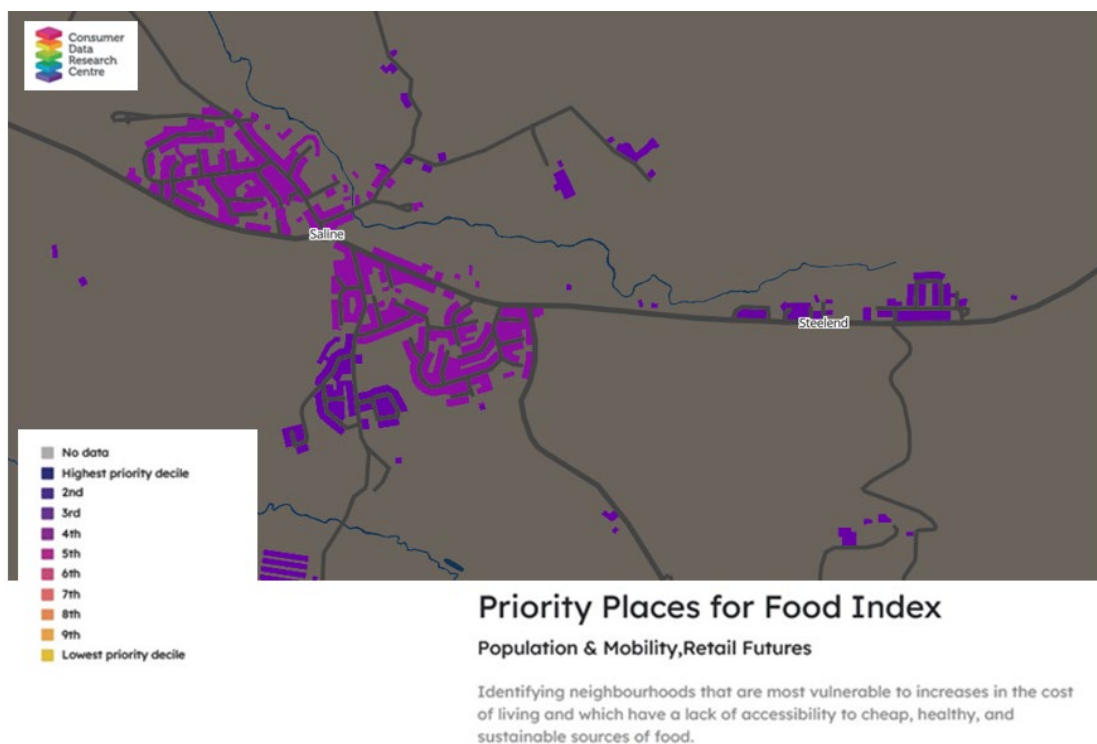 Consumer
Data
Research
Centre
Saline
Steelend
No data
Highest priority decile
2nd
3rd
4th
5th
6th
7th
8th
9th
Lowest priority decile
Priority Places for Food Index
Population & Mobility,Retail Futures
Identifying neighbourhoods that are most vulnerable to increases in the cost
of living and which have a lack of accessibility to cheap, healthy, and
sustainable sources of food.